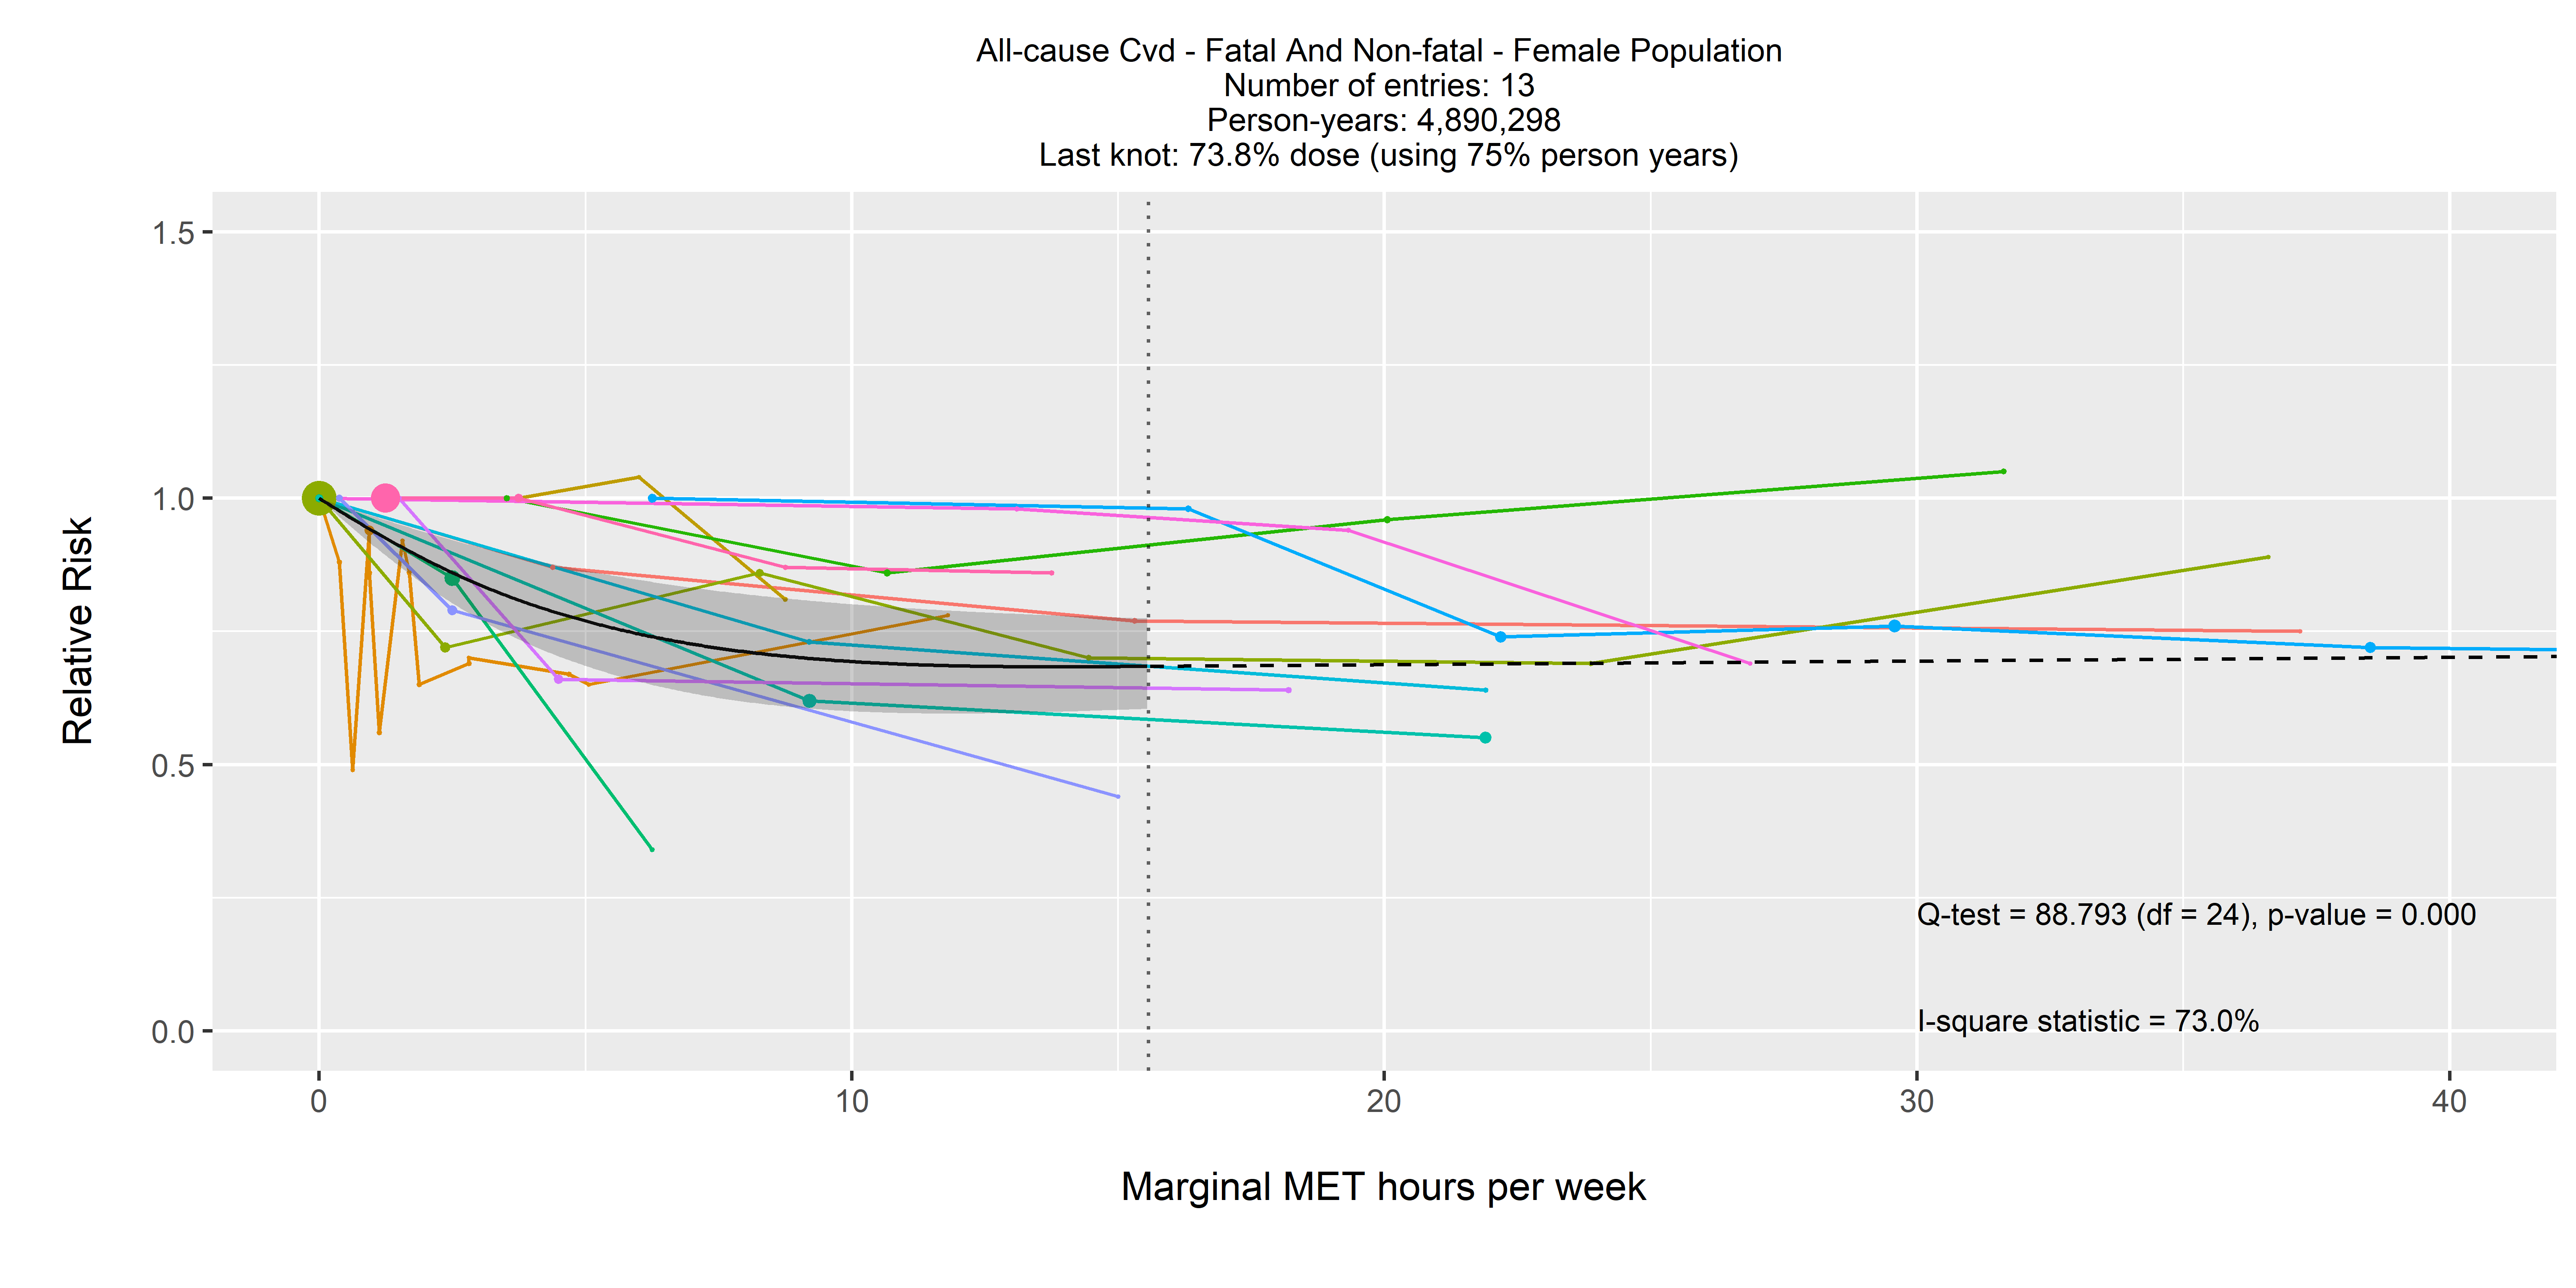 All-cause Cvd - Fatal And Non-fatal - Female Population
Number of entries: 13
Person-years: 4,890,298
Last knot: 73.8% dose (using 75% person years)
1.5
1.0
0.5
0.0
Relative Risk
Q-test = 88.793 (df = 24), p-value = 0.000
I-square statistic = 73.0%
0 10 20 30 40
Marginal MET hours per week